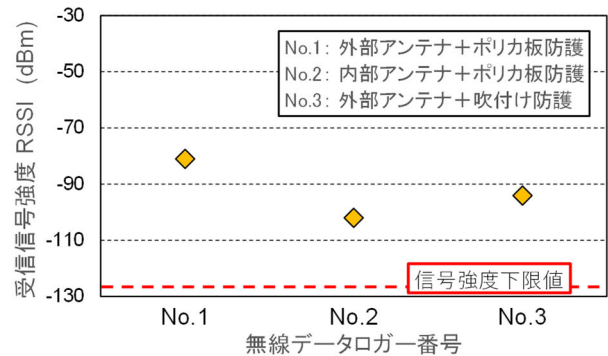 受信信号強度 RSSI (dBm)
-30
-50
-70
-90
-110
-130
No.1: 外部アンテナ+ポリカ板防護
No.2: 内部アンテナ+ポリカ板防護
No.3: 外部アンテナ+吹付け防護
信号強度下限値
No.1 No.2 No.3
無線データロガー番号